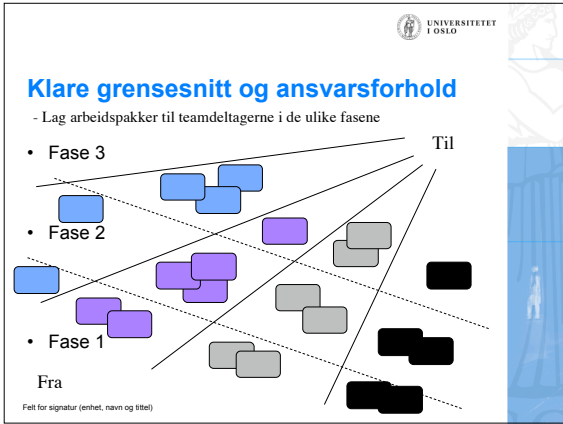 UNIVERSITETET
I OSLO
Klare grensesnitt og ansvarsforhold
- Lag arbeidspakker til teamdeltagerne i de ulike fasene
Til
• Fase 3
• Fase 2
• Fase 1
Fra
Felt for signatur (enhet, navn og tittel)